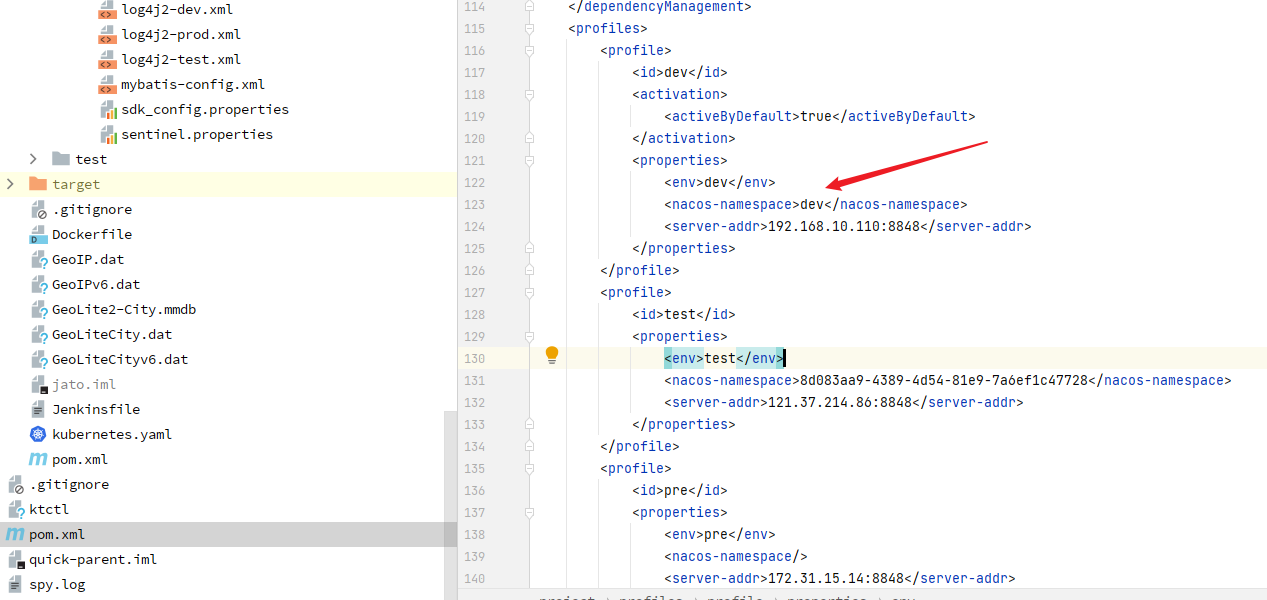 log4j2-dev.xml
log4j2-prod.xml
log4j2-test.xml
mybatis-config.xml
sdk_config.properties
sentinel.properties
test
target
.gitignore
Dockerfile
GeoIP.dat
GeoIPv6.dat
GeoLite2-City.mmdb
GeoLiteCity.dat
GeoLiteCityv6.dat
jato.iml
Jenkinsfile
kubernetes.yaml
pom.xml
.gitignore
ktctl
pom.xml
quick-parent.iml
spy.log
114 </dependencyManagement>
115 <profiles>
116 <profile>
117 <id>dev</id>
118 <activation>
119 <activeByDefault>true</activeByDefault>
120 </activation>
121 <properties>
122 <env>dev</env>
123 <nacos-namespace>dev</nacos-namespace>
124 <server-addr>192.168.10.110:8848</server-addr>
125 </properties>
126 </profile>
127 <profile>
128 <id>test</id>
129 <properties>
130 <env>test</env>
131 <nacos-namespace>8d083aa9-4389-4d54-81e9-7a6ef1c47728</nacos-namespace>
132 <server-addr>121.37.214.86:8848</server-addr>
133 </properties>
134 </profile>
135 <profile>
136 <id>pre</id>
137 <properties>
138 <env>pre</env>
139 <nacos-namespace/>
140 <server-addr>172.31.15.14:8848</server-addr>